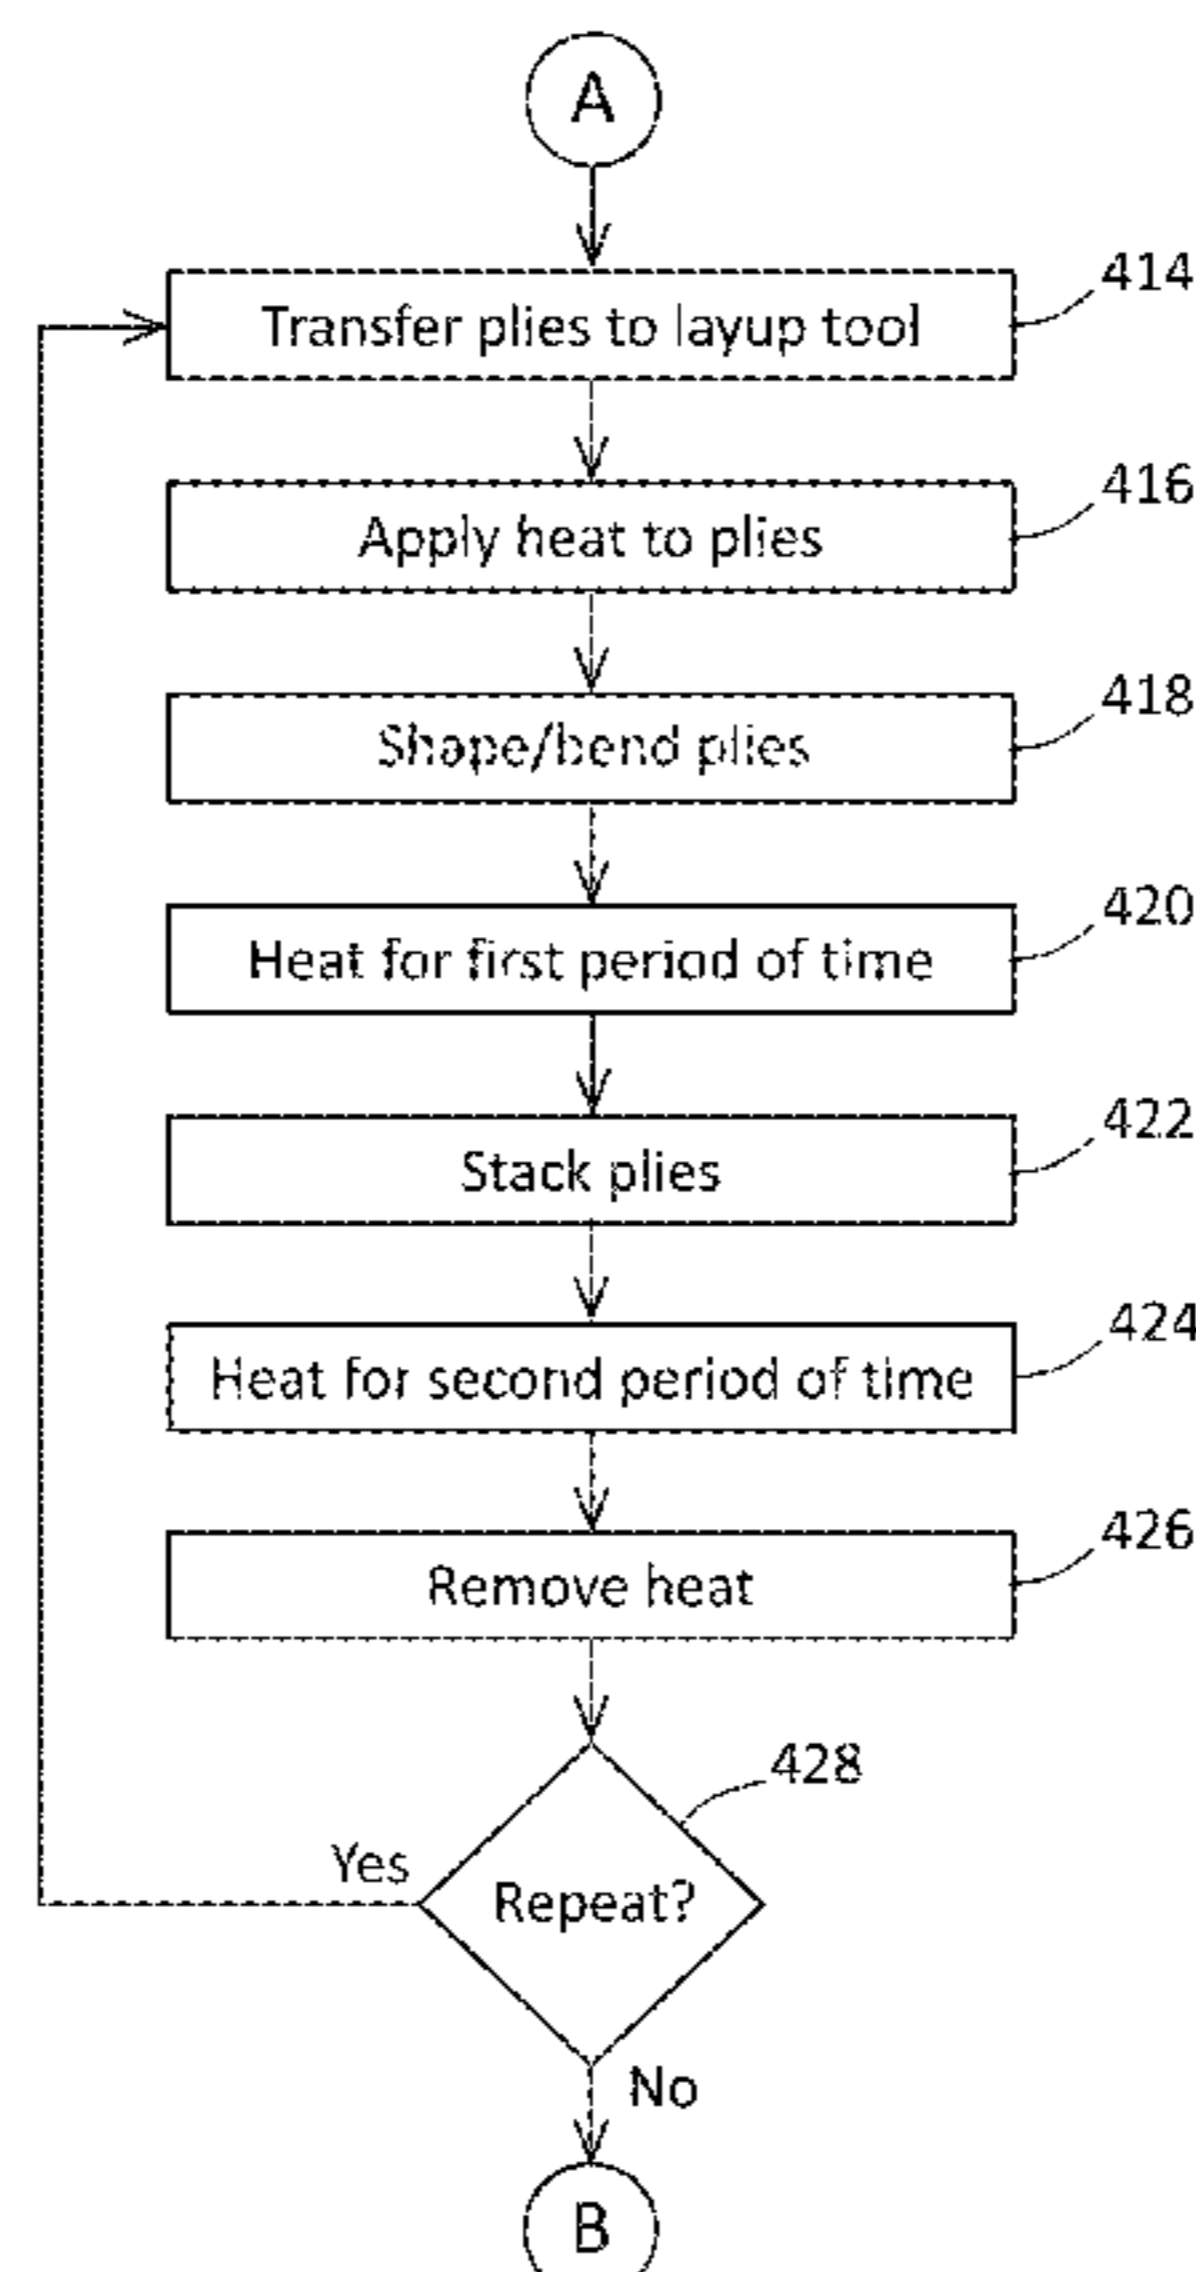 A
Transfer plies to layup tool
414
Apply heat to plies
416
Shape/bend plies
418
Heat for first period of time
420
Stack plies
422
Heat for second period of time
424
Remove heat
426
428
Yes
Repeat?
No
B